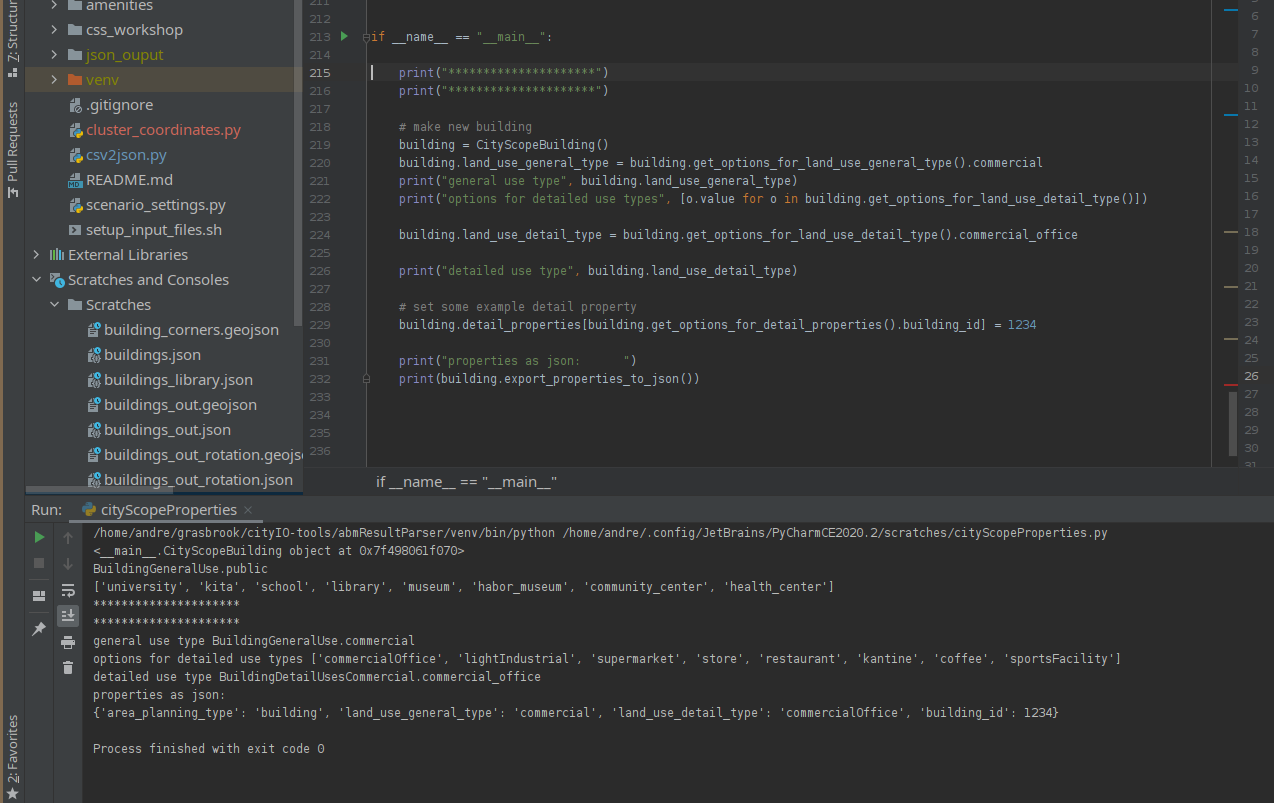 amenities
css_workshop
json_ouput
venv
.gitignore
cluster_coordinates.py
csv2json.py
README.md
scenario_settings.py
setup_input_files.sh
External Libraries
Scratches and Consoles
Scratches
building_corners.geojson
buildings.json
buildings_library.json
buildings_out.geojson
buildings_out.json
buildings_out_rotation.geojs
buildings_out_rotation.json
7: Structur
Pull Requests
2: Favorites
211
212
213 if __name__ == "__main__":
214
215 print("*********************")
216 print("*********************")
217
218 # make new building
219 building = CityScopeBuilding()
220 building.land_use_general_type = building.get_options_for_land_use_general_type().commercial
221 print("general use type", building.land_use_general_type)
222 print("options for detailed use types", [o.value for o in building.get_options_for_land_use_detail_type()])
223
224 building.land_use_detail_type = building.get_options_for_land_use_detail_type().commercial_office
225
226 print("detailed use type", building.land_use_detail_type)
227
228 # set some example detail property
229 building.detail_properties[building.get_options_for_detail_properties().building_id] = 1234
230
231 print("properties as json:      ")
232 print(building.export_properties_to_json())
233
234
235
236
6
7
8
9
10
11
12
13
14
15
16
17
18
19
20
21
22
23
24
25
26
27
28
29
30
31
if __name__ == "__main__"
Run: cityScopeProperties
/home/andre/grasbrook/cityIO-tools/abmResultParser/venv/bin/python /home/andre/.config/JetBrains/PyCharmCE2020.2/scratches/cityScopeProperties.py
<__main__.CityScopeBuilding object at 0x7f498061f070>
BuildingGeneralUse.public
['university', 'kita', 'school', 'library', 'museum', 'habor_museum', 'community_center', 'health_center']
*********************
*********************
general use type BuildingGeneralUse.commercial
options for detailed use types ['commercialOffice', 'lightIndustrial', 'supermarket', 'store', 'restaurant', 'kantine', 'coffee', 'sportsFacility']
detailed use type BuildingDetailUsesCommercial.commercial_office
properties as json:
{'area_planning_type': 'building', 'land_use_general_type': 'commercial', 'land_use_detail_type': 'commercialOffice', 'building_id': 1234}
Process finished with exit code 0